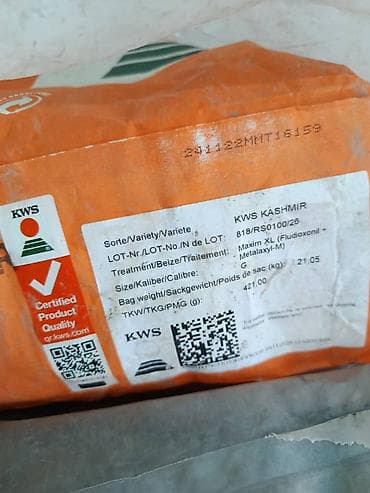 241122MMT16159
KWS
Certified
Product
Quality
qr.kws.com
Sorte/Variety/Variete KWS KASHMIR
LOT-Nr./LOT-No./N de LOT: 818/RS0100/26
Treatment/Beize/Traitement: Maxim XL (Fludioxonil +
Metalaxyl-M)
Size/Kaliber/Calibre: G
Bag weight/Sackgewicht/Poids de sac (kg): 21.05
TKW/TKG/PMG (g): 421.00
KWS